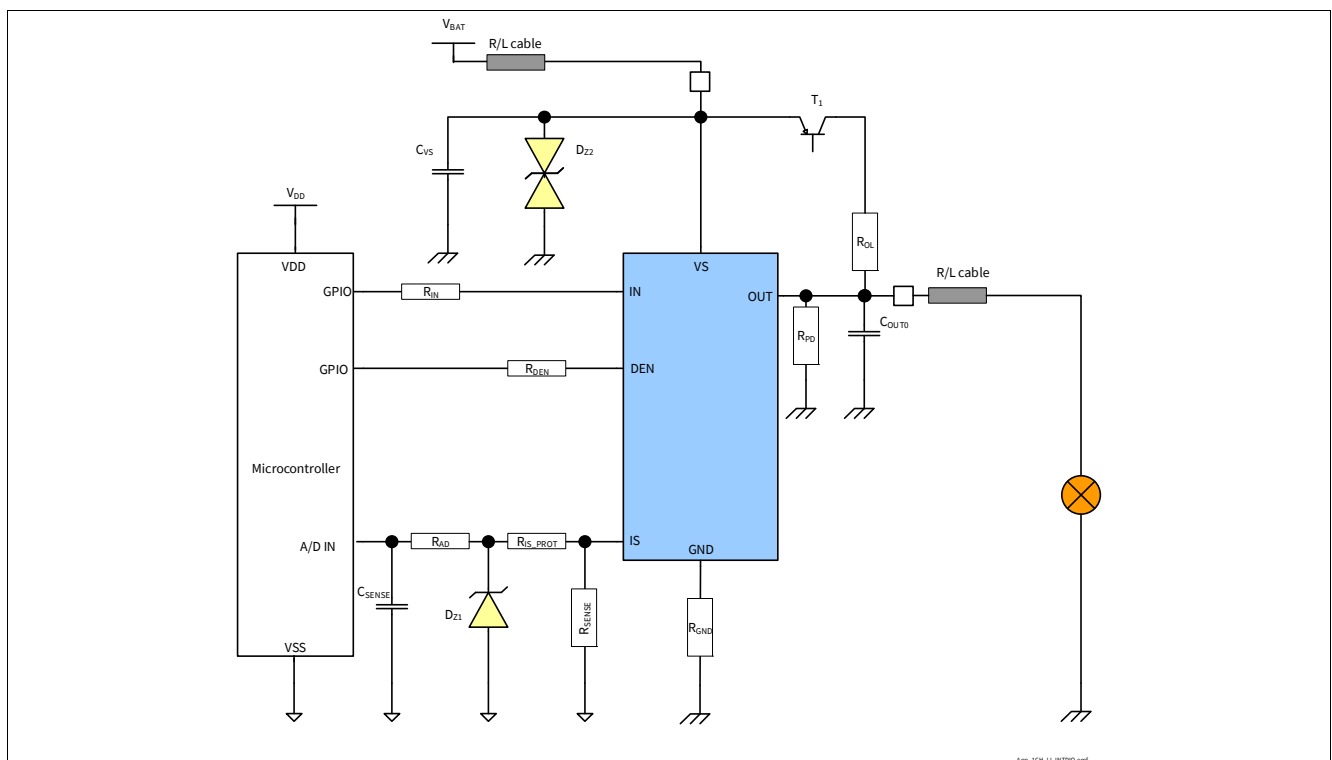 VBAT
R/L cable
T1
CVS
DZ2
VDD
ROL
VDD
VS
R/L cable
GPIO
RIN
IN
OUT
COUT0
RPD
GPIO
RDEN
DEN
Microcontroller
A/D IN
RAD
RIS_PROT
IS
GND
CSENSE
DZ1
RSENSE
RGND
VSS